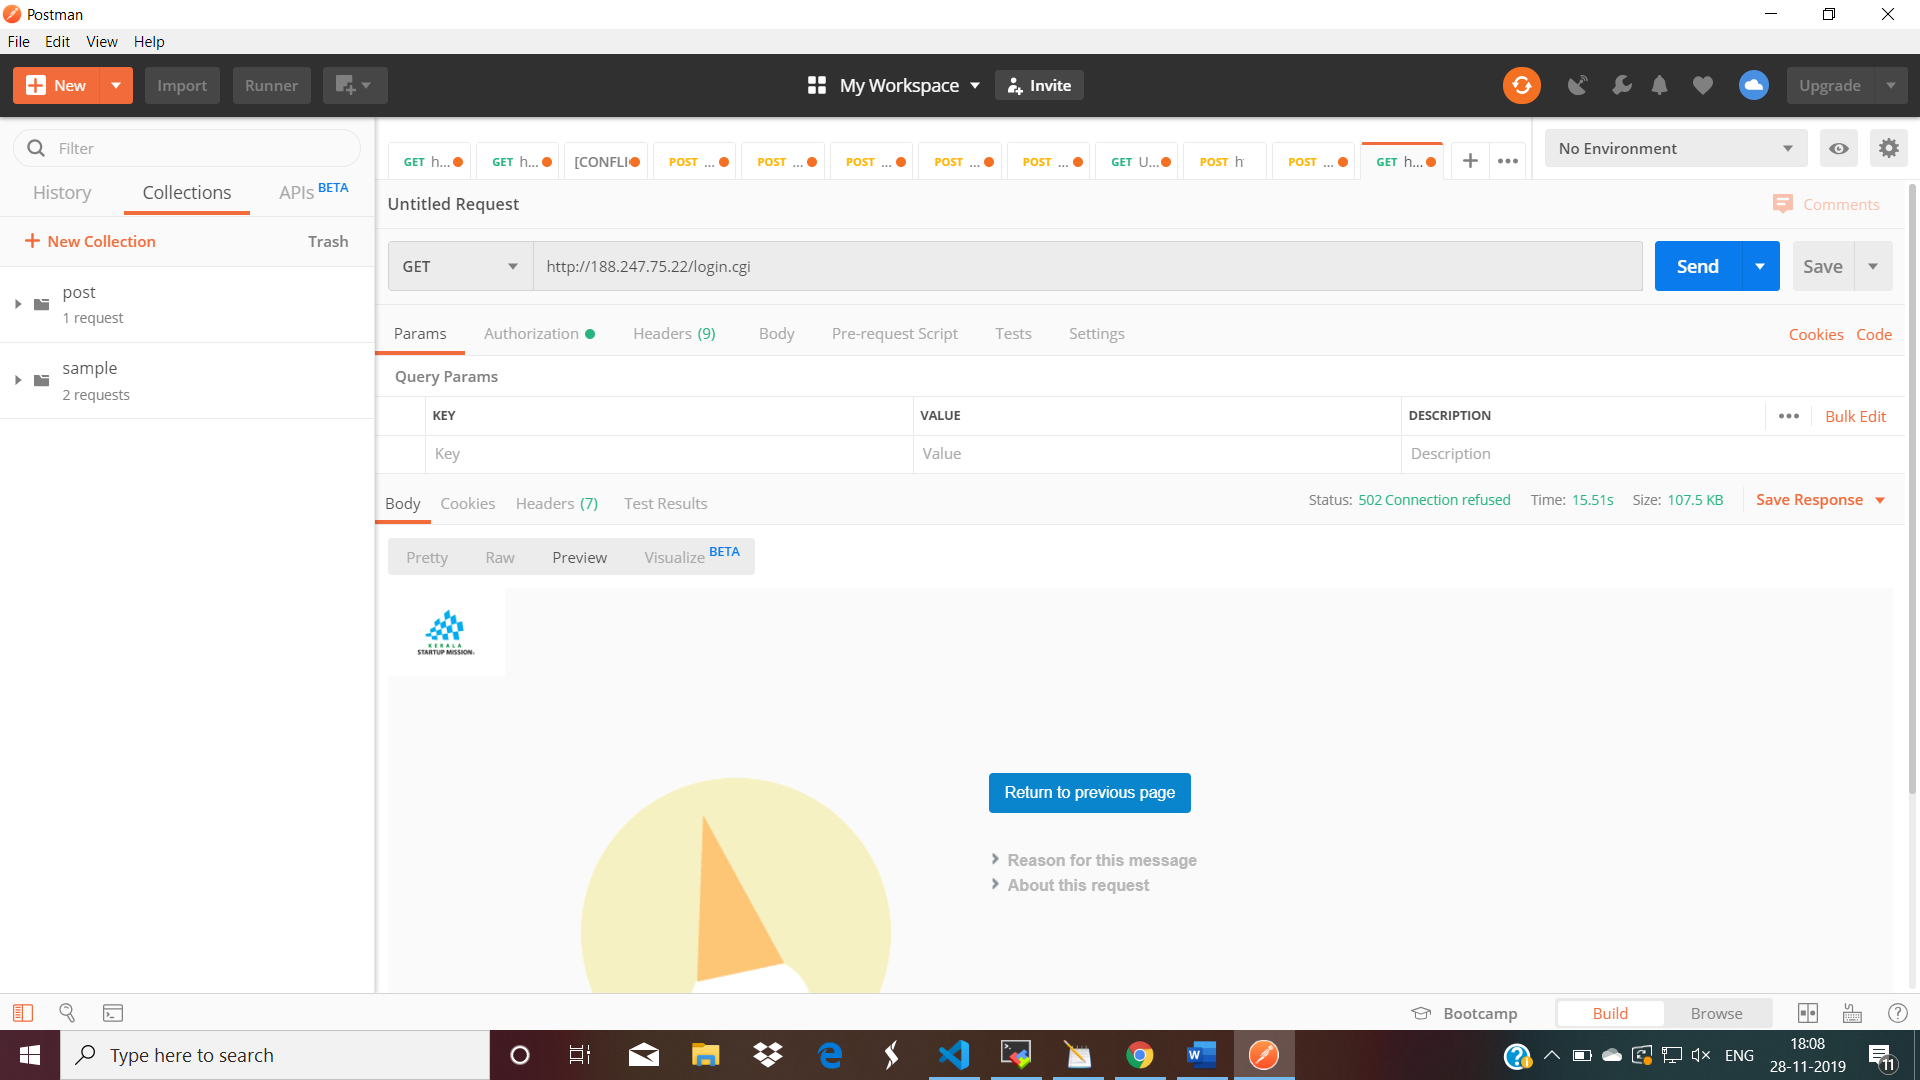 Postman
File Edit View Help
New Import Runner My Workspace Invite Upgrade
Filter
History Collections APIs BETA
New Collection Trash
post
1 request
sample
2 requests
GET h... GET h... [CONFLI POST ... POST ... POST ... POST ... POST ... GET U... POST h POST ... GET h... ••• No Environment
Untitled Request Comments
GET http://188.247.75.22/login.cgi Send Save
Params Authorization Headers (9) Body Pre-request Script Tests Settings Cookies Code
Query Params
KEY VALUE DESCRIPTION ••• Bulk Edit
Key Value Description
Body Cookies Headers (7) Test Results Status: 502 Connection refused Time: 15.51s Size: 107.5 KB Save Response
Pretty Raw Preview Visualize BETA
KERALA
STARTUP MISSION
Return to previous page
Reason for this message
About this request
Bootcamp Build Browse
Type here to search ENG 18:08
28-11-2019 11